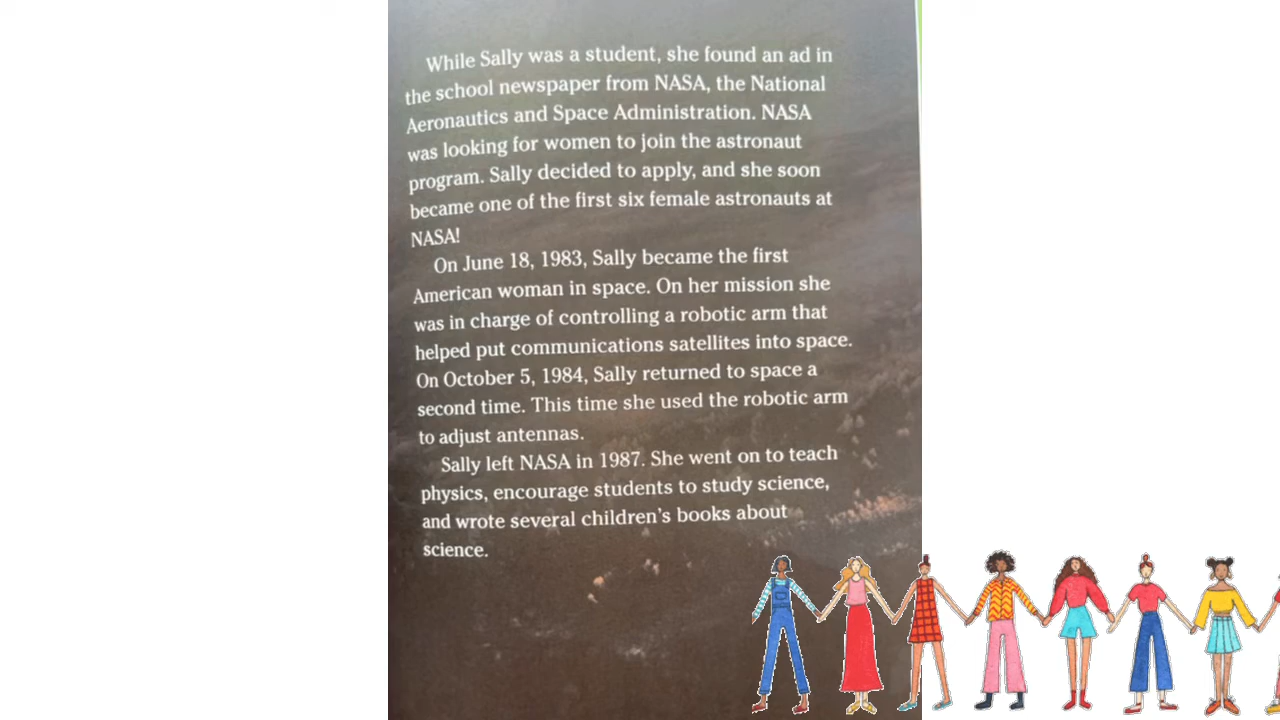 While Sally was a student, she found an ad in
the school newspaper from NASA, the National
Aeronautics and Space Administration. NASA
was looking for women to join the astronaut
program. Sally decided to apply, and she soon
became one of the first six female astronauts at
NASA!
On June 18, 1983, Sally became the first
American woman in space. On her mission she
was in charge of controlling a robotic arm that
helped put communications satellites into space.
On October 5, 1984, Sally returned to space a
second time. This time she used the robotic arm
to adjust antennas.
Sally left NASA in 1987. She went on to teach
physics, encourage students to study science,
and wrote several children's books about
science.